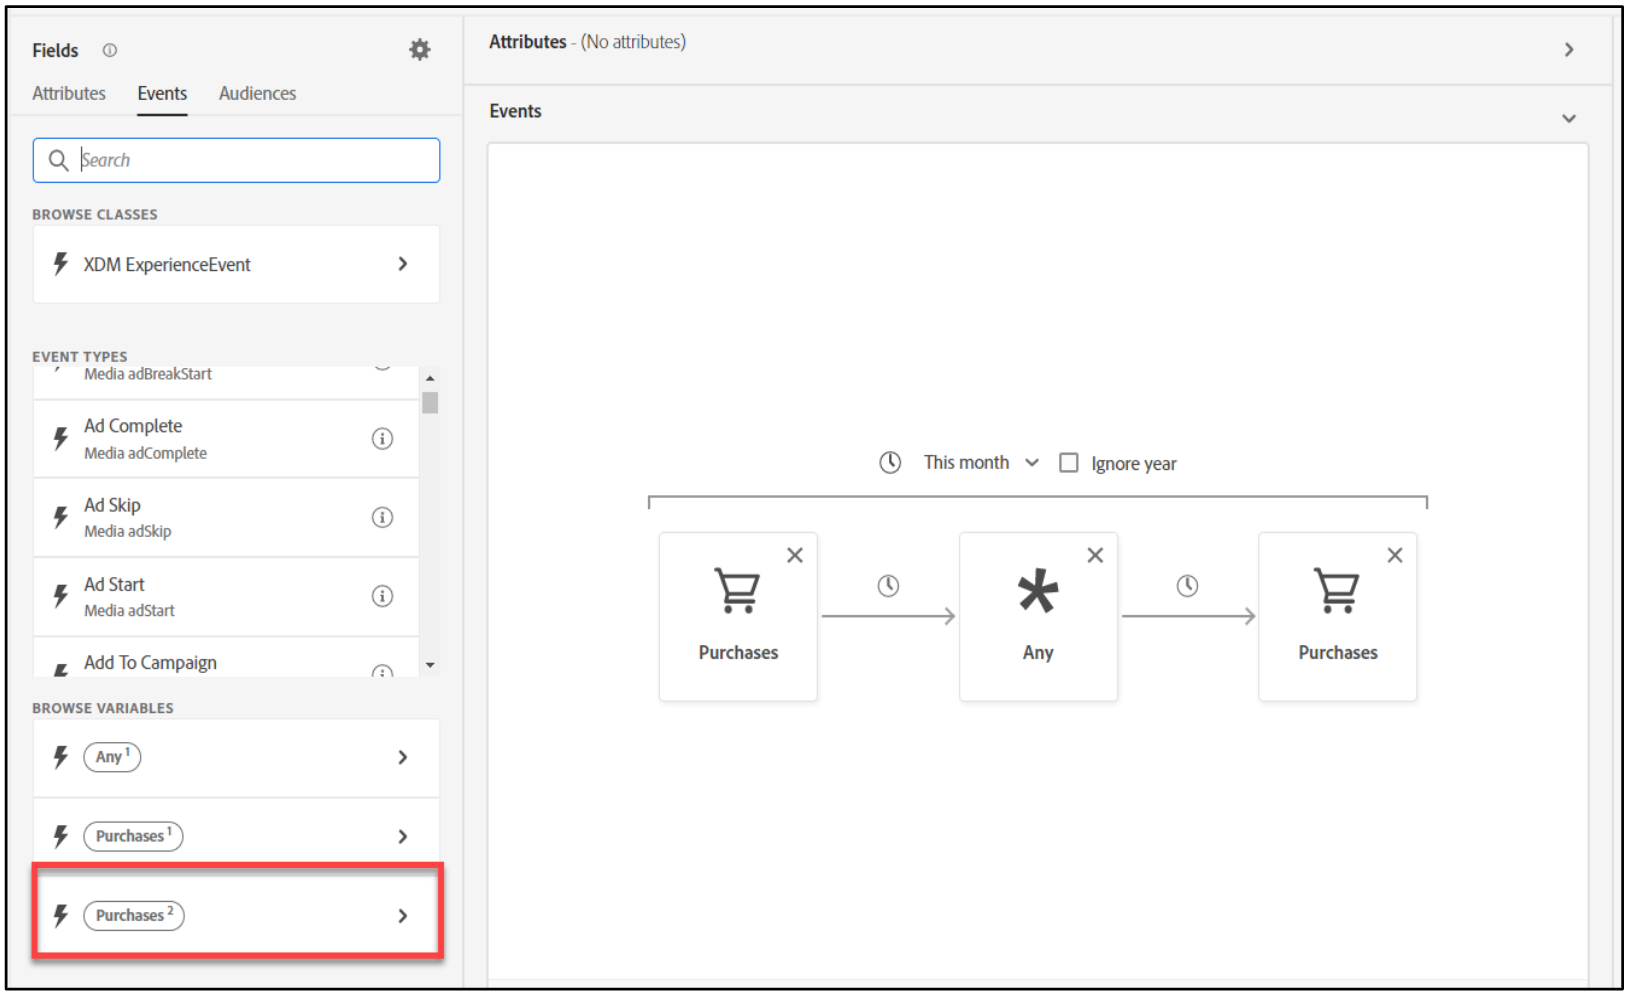 Fields
Attributes Events Audiences
Search
BROWSE CLASSES
XDM ExperienceEvent
EVENT TYPES
Media adBreakStart
Ad Complete
Media adComplete
Ad Skip
Media adSkip
Ad Start
Media adStart
Add To Campaign
BROWSE VARIABLES
Any 1
Purchases 1
Purchases 2
Attributes - (No attributes)
Events
This month Ignore year
Purchases Any Purchases